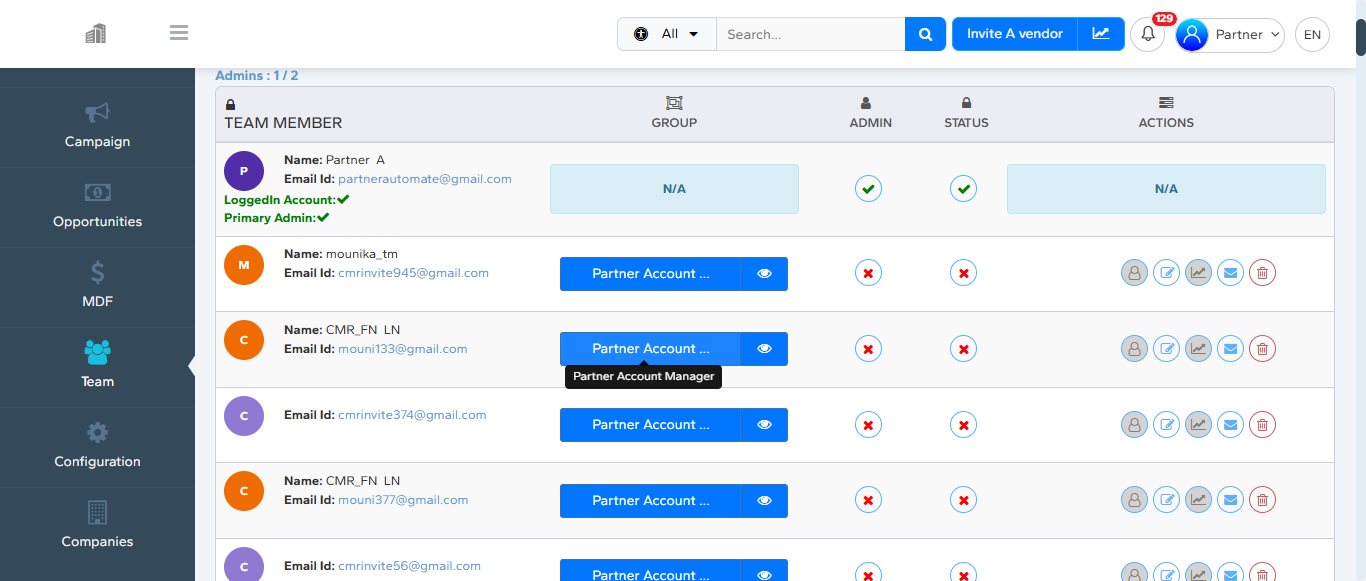 All
Search...
Invite A vendor
129
Partner
EN
Campaign
Opportunities
MDF
Team
Configuration
Companies
Admins : 1 / 2
TEAM MEMBER
GROUP
ADMIN
STATUS
ACTIONS
P
Name: Partner A
Email Id: partnerautomate@gmail.com
LoggedIn Account:
Primary Admin:
N/A
N/A
M
Name: mounika_tm
Email Id: cmrinvite945@gmail.com
Partner Account ...
C
Name: CMR_FN LN
Email Id: mouni133@gmail.com
Partner Account ...
Partner Account Manager
C
Email Id: cmrinvite374@gmail.com
Partner Account ...
C
Name: CMR_FN LN
Email Id: mouni377@gmail.com
Partner Account ...
C
Email Id: cmrinvite56@gmail.com
Partner Account ...